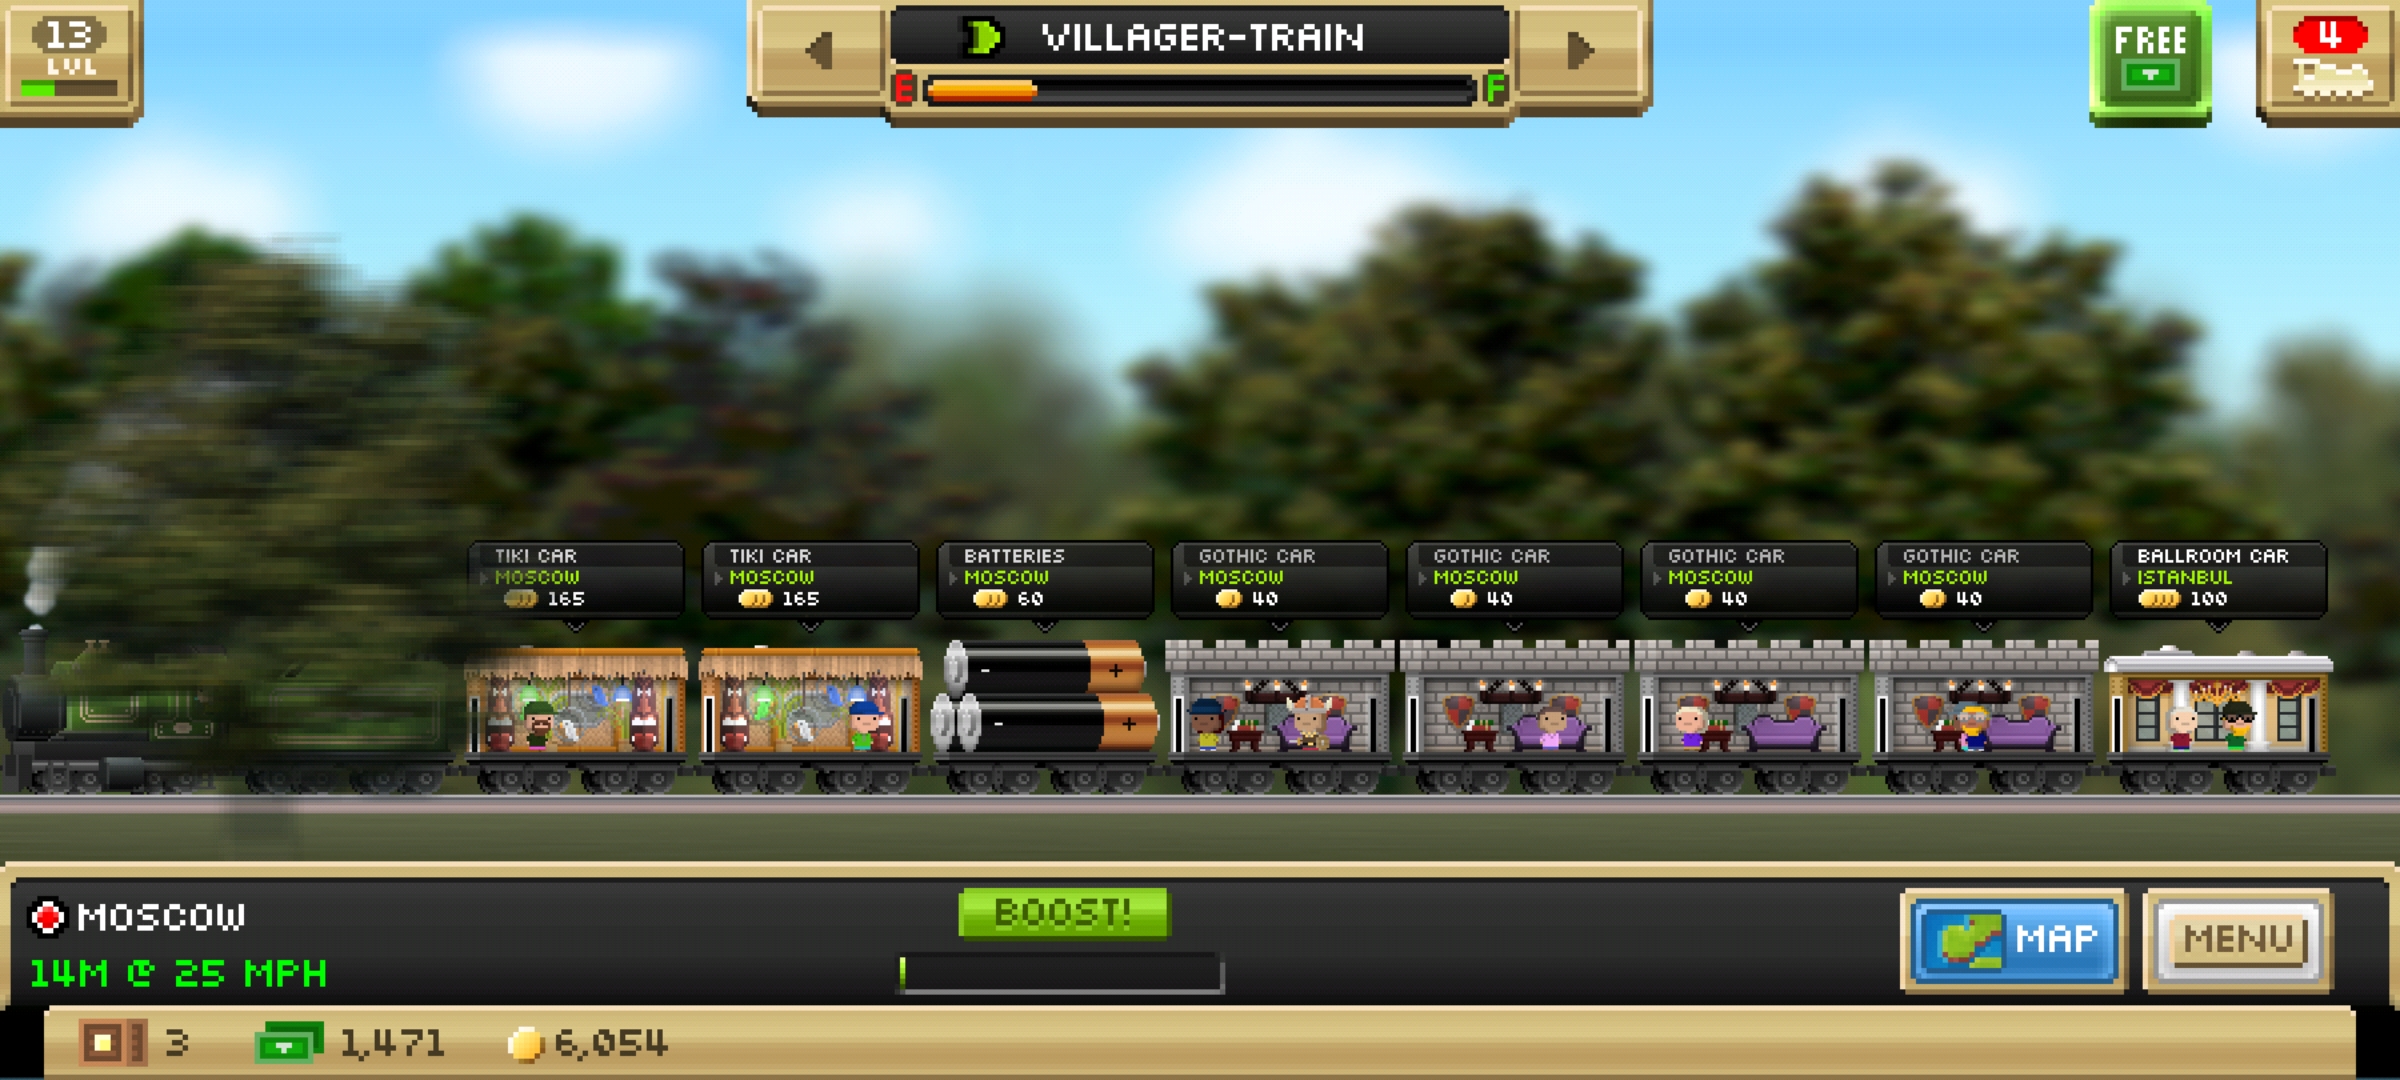 13
LVL
VILLAGER-TRAIN
E F
FREE
4
TIKI CAR
MOSCOW
165
TIKI CAR
MOSCOW
165
BATTERIES
MOSCOW
60
GOTHIC CAR
MOSCOW
40
GOTHIC CAR
MOSCOW
40
GOTHIC CAR
MOSCOW
40
GOTHIC CAR
MOSCOW
40
BALLROOM CAR
ISTANBUL
100
- +
- +
MOSCOW
14M @ 25 MPH
BOOST!
MAP
MENU
3
1,471
6,054